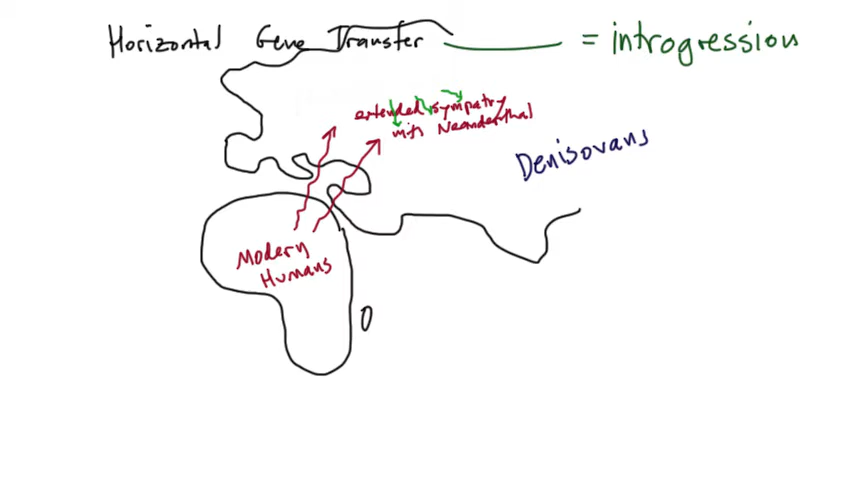 Horizontal Gene Transfer = introgression
extended sympatry
with Neanderthal
Denisovans
Modern
Humans